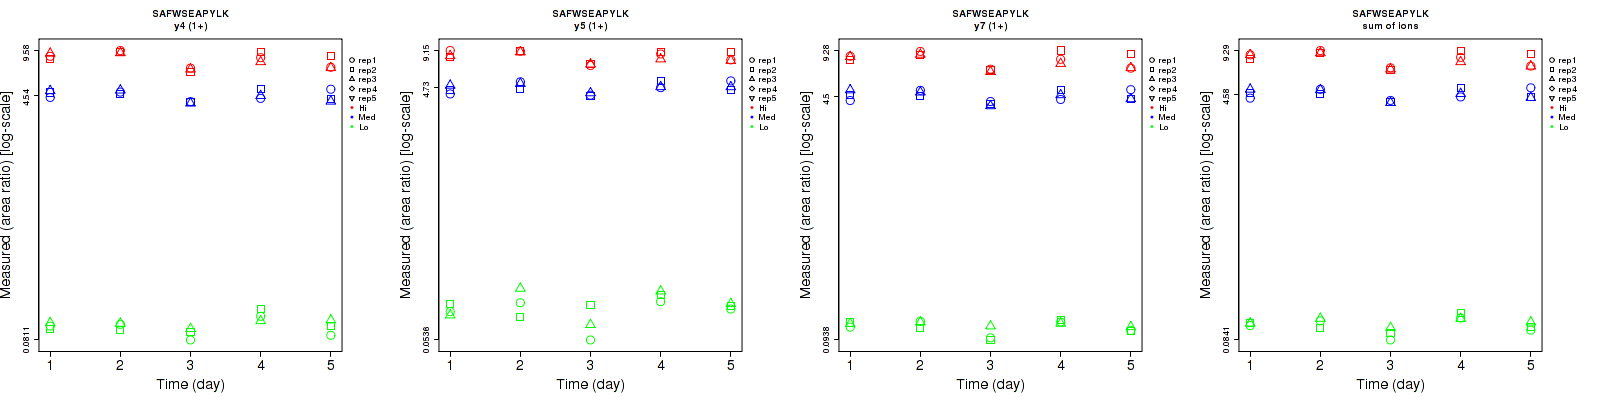 SAFWSEAPYLK
y4 (1+)
Measured (area ratio) [log-scale]
9.58
4.54
0.0811
1 2 3 4 5
Time (day)
rep1
rep2
rep3
rep4
rep5
Hi
Med
Lo
SAFWSEAPYLK
y5 (1+)
Measured (area ratio) [log-scale]
9.15
4.73
0.0536
1 2 3 4 5
Time (day)
rep1
rep2
rep3
rep4
rep5
Hi
Med
Lo
SAFWSEAPYLK
y7 (1+)
Measured (area ratio) [log-scale]
9.28
4.5
0.0938
1 2 3 4 5
Time (day)
rep1
rep2
rep3
rep4
rep5
Hi
Med
Lo
SAFWSEAPYLK
sum of ions
Measured (area ratio) [log-scale]
9.29
4.58
0.0841
1 2 3 4 5
Time (day)
rep1
rep2
rep3
rep4
rep5
Hi
Med
Lo